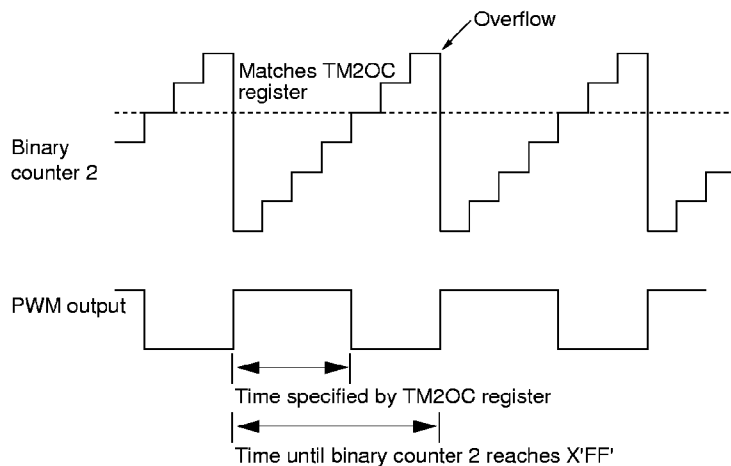 Overflow
Matches TM2OC
register
Binary
counter 2
PWM output
Time specified by TM2OC register
Time until binary counter 2 reaches X'FF'